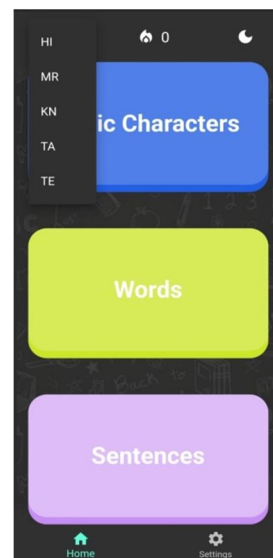 HI
0
MR
KN
ic Characters
TA
TE
Words
Sentences
Home
Settings